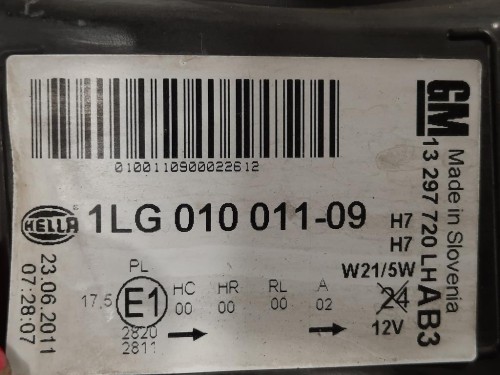 0100110900022612
HELLA
1LG 010 011-09
H7
H7
W21/5W
24
12V
PL
17.5
E1
HC HR RL A
00 00 00 02
2820
2811
23.06.2011
07:28:07
GM
13 297 720 LH AB3
Made in Slovenia